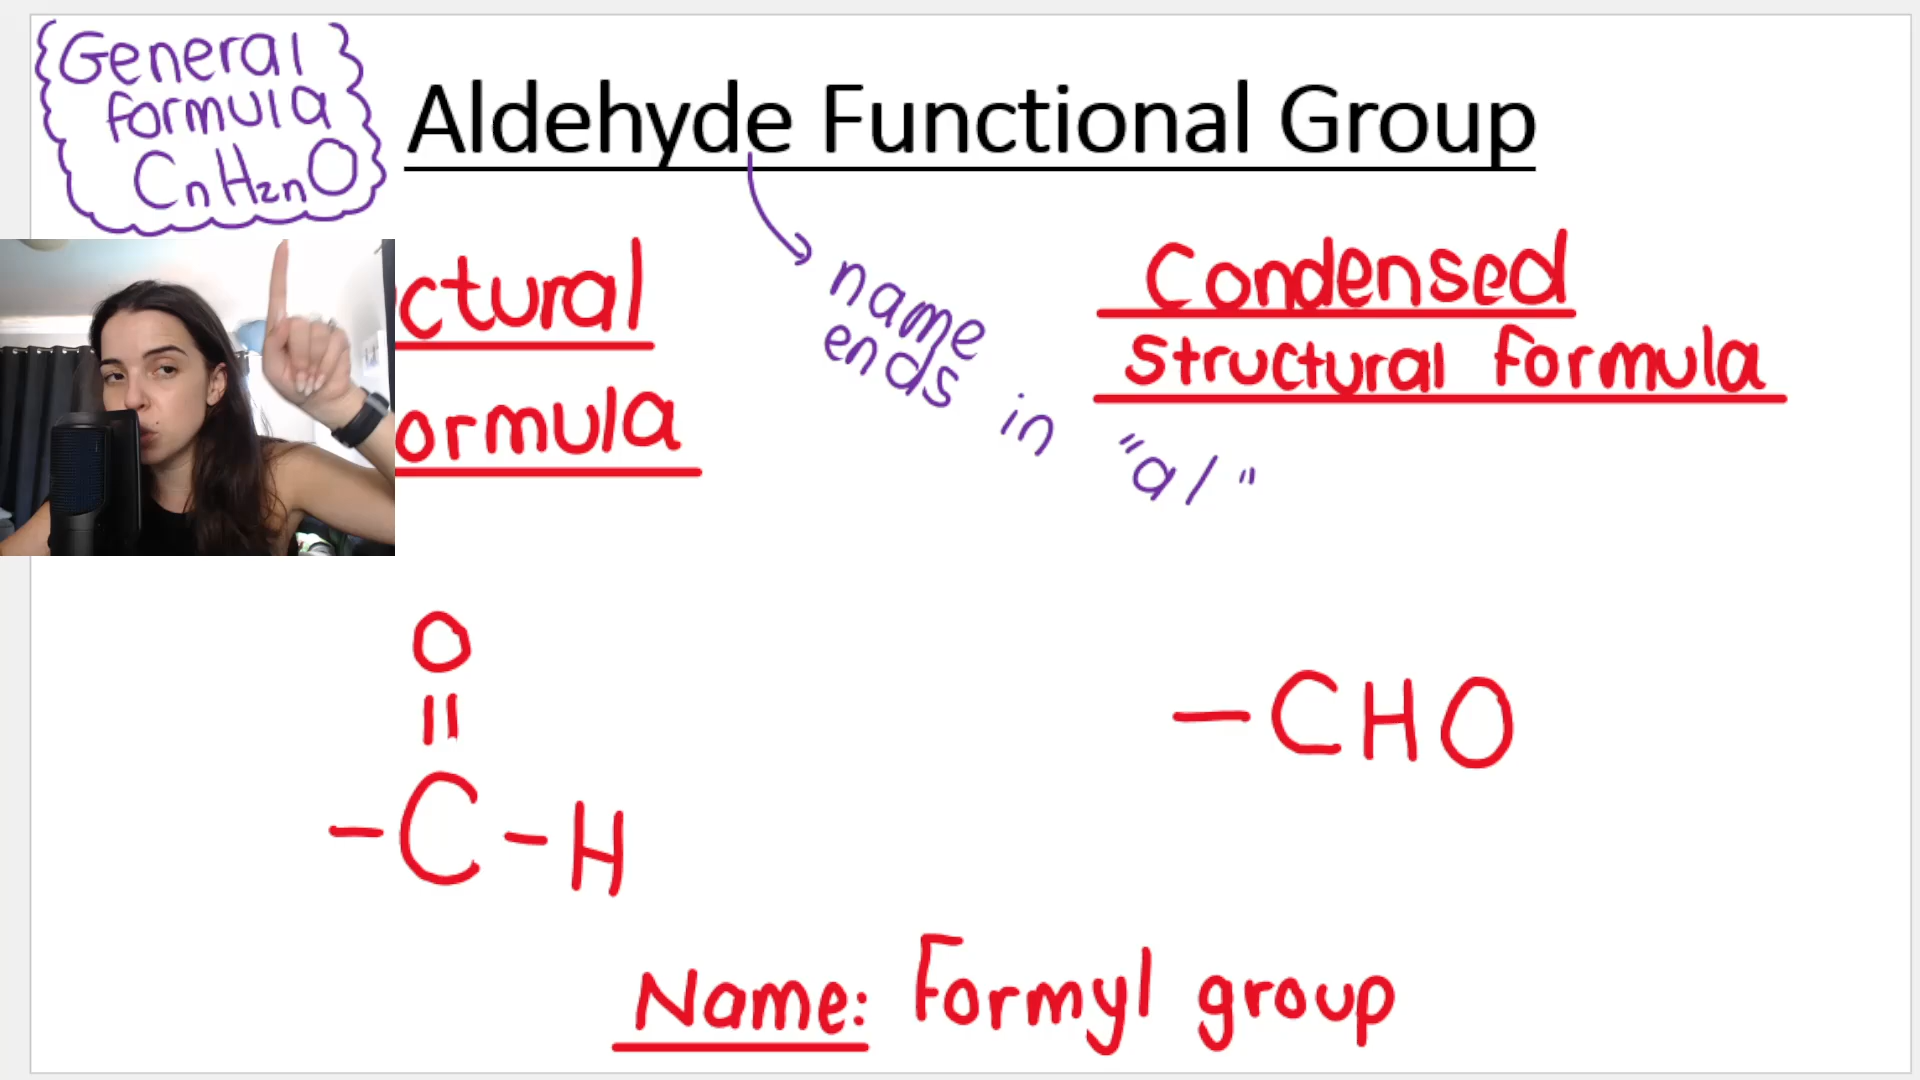 General
formula
CnH2nO
Aldehyde Functional Group
name
ends in "al"
ctural
ormula
Condensed
structural formula
O
||
-C-H
-CHO
Name: Formyl group